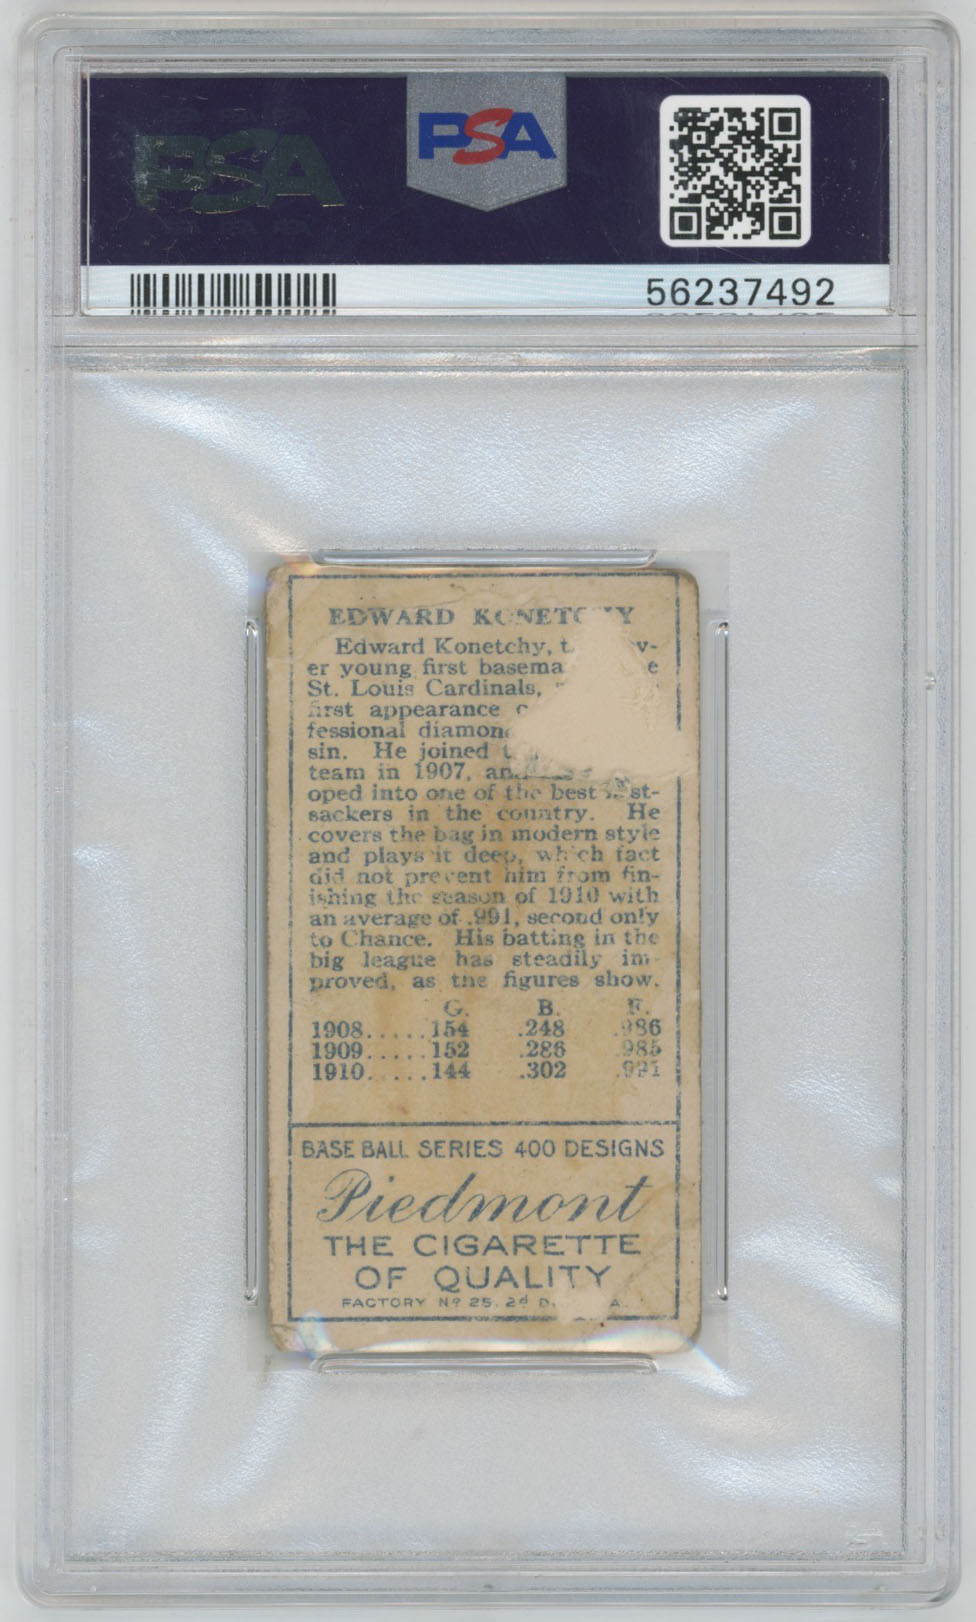 PSA
PSA
56237492
EDWARD KONETCHY
Edward Konetchy,
er young first
St. Louis Cardinals,
first appearance
fessional
sin. He joined
team in 1907,
oped into one of the best
sackers in the country. He
covers the bag in modern style
and plays it deep, which fact
did not prevent him from fin-
ishing the season of 1910 with
an average of .991, second only
to Chance. His batting in the
big league has steadily im-
proved, as the figures show.
G. B. F.
1908.....154 .248 .986
1909.....152 .286 .985
1910.....144 .302 .991
BASE BALL SERIES 400 DESIGNS
Piedmont
THE CIGARETTE
OF QUALITY
FACTORY Nº 25, 2d